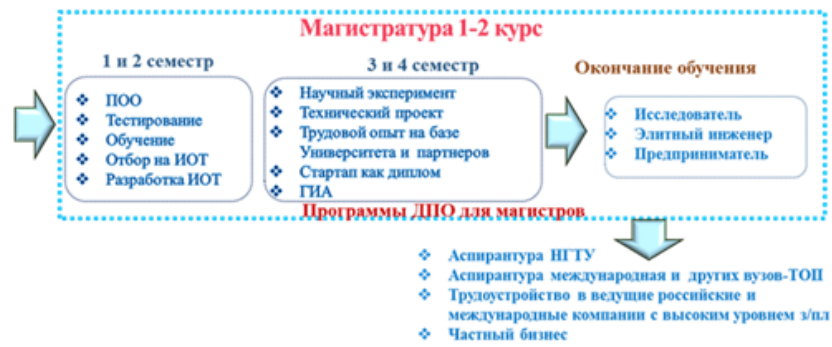 Магистратура 1-2 курс
1 и 2 семестр
ПОО
Тестирование
Обучение
Отбор на ИОТ
Разработка ИОТ
3 и 4 семестр
Научный эксперимент
Технический проект
Трудовой опыт на базе
Университета и партнеров
Стартап как диплом
ГИА
Окончание обучения
Исследователь
Элитный инженер
Предприниматель
Программы ДПО для магистров
Аспирантура НГТУ
Аспирантура международная и других вузов-ТОП
Трудоустройство в ведущие российские и
международные компании с высоким уровнем з/пл
Частный бизнес